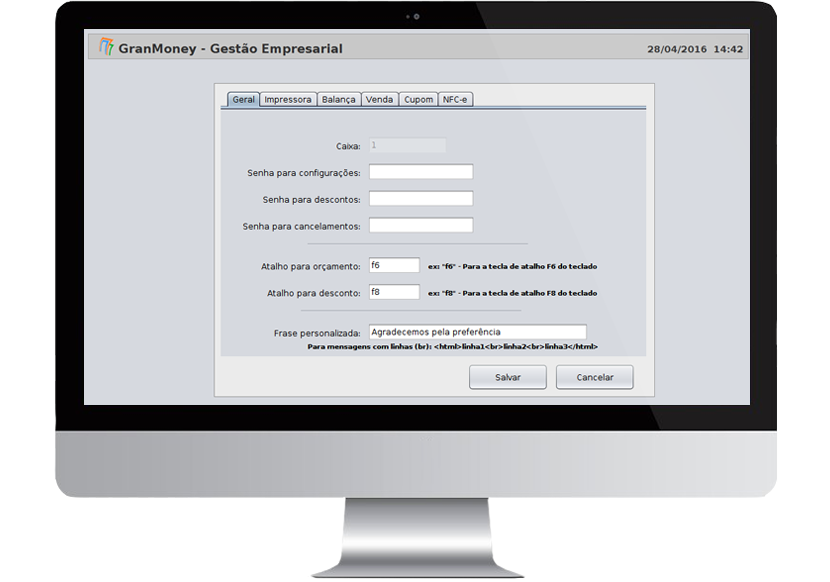 GranMoney - Gestão Empresarial 28/04/2016 14:42
Geral Impressora Balança Venda Cupom NFC-e
Caixa: 1
Senha para configurações:
Senha para descontos:
Senha para cancelamentos:
Atalho para orçamento: f6 ex: "f6" - Para a tecla de atalho F6 do teclado
Atalho para desconto: f8 ex: "f8" - Para a tecla de atalho F8 do teclado
Frase personalizada: Agradecemos pela preferência
Para mensagens com linhas (br): <html>linha1<br>linha2<br>linha3</html>
Salvar Cancelar